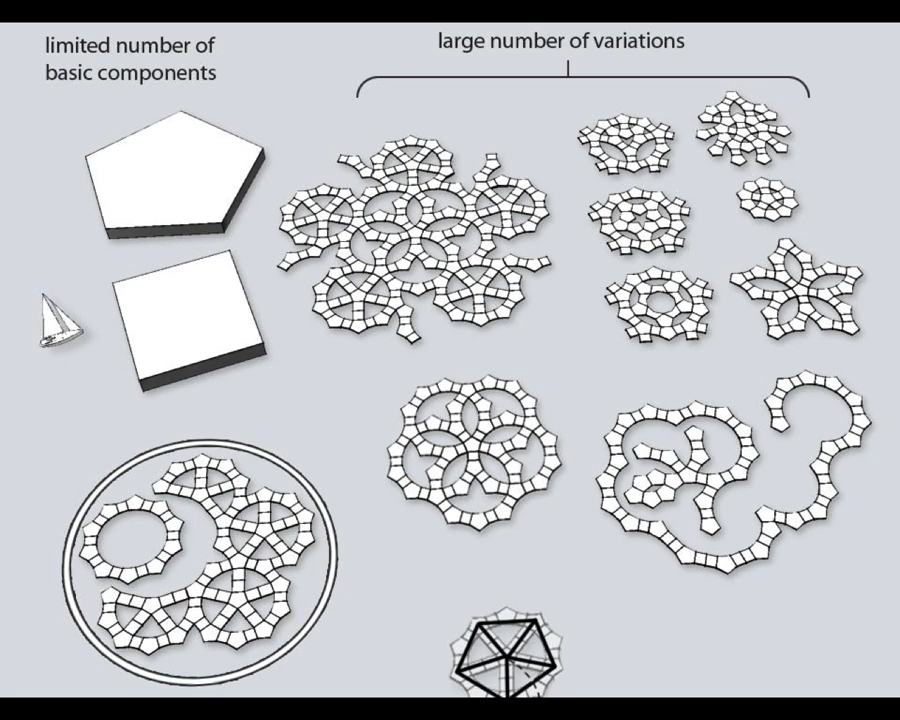 limited number of
basic components
large number of variations